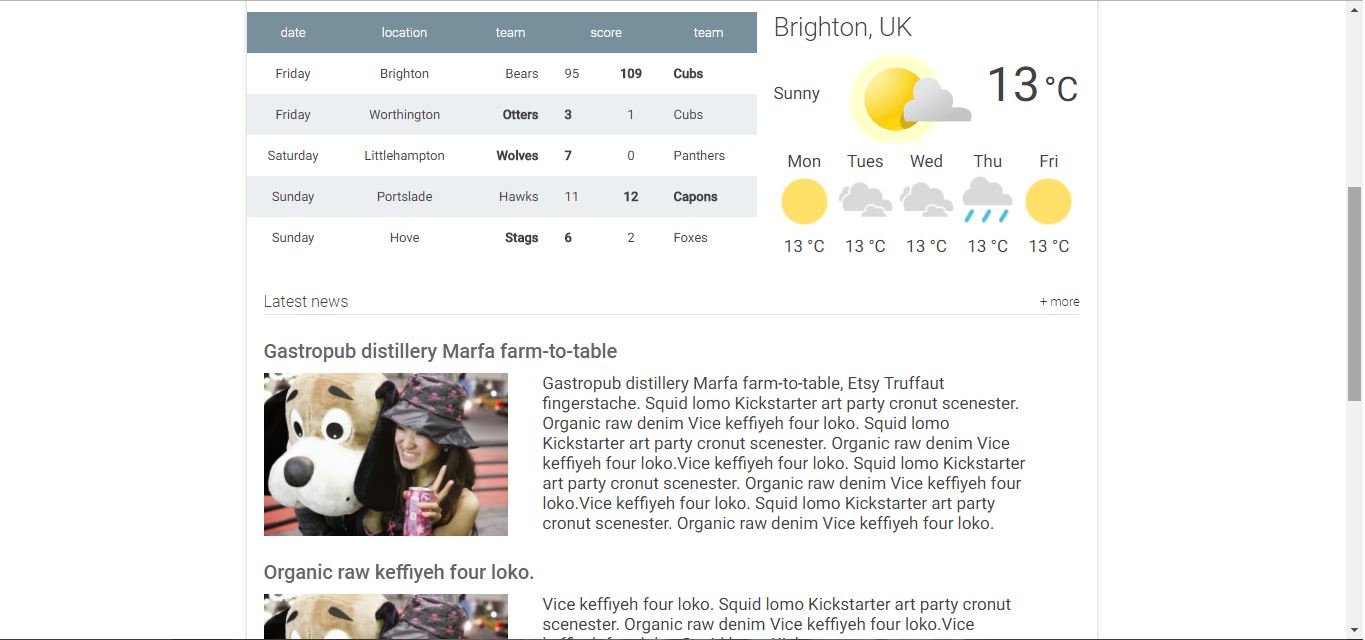 date location team score team
Friday Brighton Bears 95 109 Cubs
Friday Worthington Otters 3 1 Cubs
Saturday Littlehampton Wolves 7 0 Panthers
Sunday Portslade Hawks 11 12 Capons
Sunday Hove Stags 6 2 Foxes
Brighton, UK
Sunny 13 °C
Mon Tues Wed Thu Fri
13 °C 13 °C 13 °C 13 °C 13 °C
Latest news + more
Gastropub distillery Marfa farm-to-table
Gastropub distillery Marfa farm-to-table, Etsy Truffaut
fingerstache. Squid lomo Kickstarter art party cronut scenester.
Organic raw denim Vice keffiyeh four loko. Squid lomo
Kickstarter art party cronut scenester. Organic raw denim Vice
keffiyeh four loko.Vice keffiyeh four loko. Squid lomo Kickstarter
art party cronut scenester. Organic raw denim Vice keffiyeh four
loko.Vice keffiyeh four loko. Squid lomo Kickstarter art party
cronut scenester. Organic raw denim Vice keffiyeh four loko.
Organic raw keffiyeh four loko.
Vice keffiyeh four loko. Squid lomo Kickstarter art party cronut
scenester. Organic raw denim Vice keffiyeh four loko.Vice